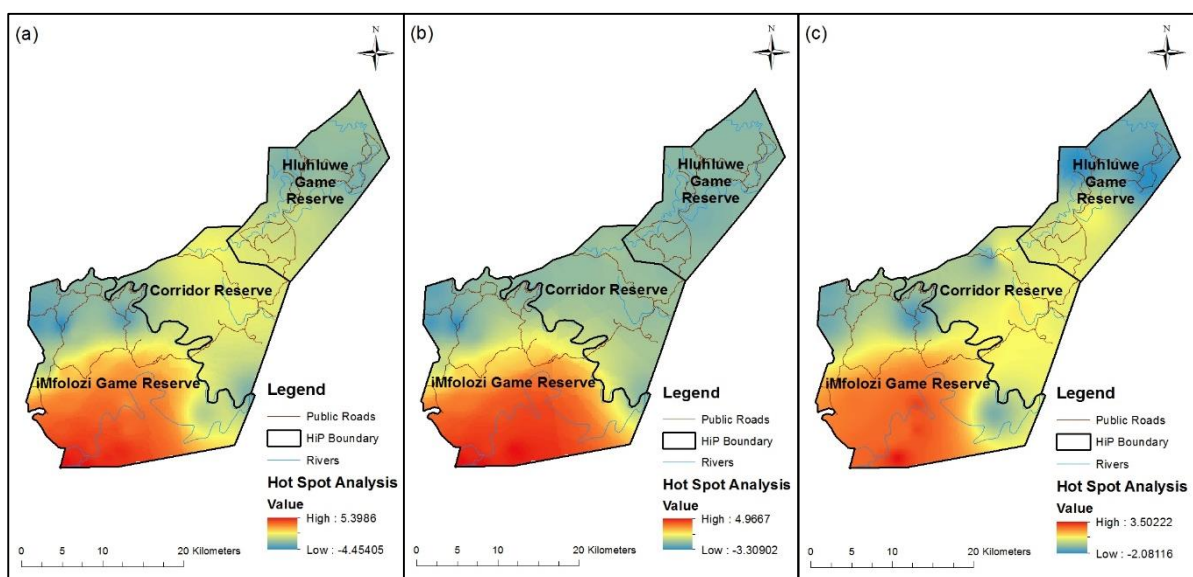 (a)
N
Hluhluwe
Game
Reserve
Corridor Reserve
iMfolozi Game Reserve
Legend
Public Roads
HiP Boundary
Rivers
Hot Spot Analysis
Value
High : 5.3986
Low : -4.45405
0 5 10 20 Kilometers
(b)
N
Hluhluwe
Game
Reserve
Corridor Reserve
iMfolozi Game Reserve
Legend
Public Roads
HiP Boundary
Rivers
Hot Spot Analysis
Value
High : 4.9667
Low : -3.30902
0 5 10 20 Kilometers
(c)
N
Hluhluwe
Game
Reserve
Corridor Reserve
iMfolozi Game Reserve
Legend
Public Roads
HiP Boundary
Rivers
Hot Spot Analysis
Value
High : 3.50222
Low : -2.08116
0 5 10 20 Kilometers